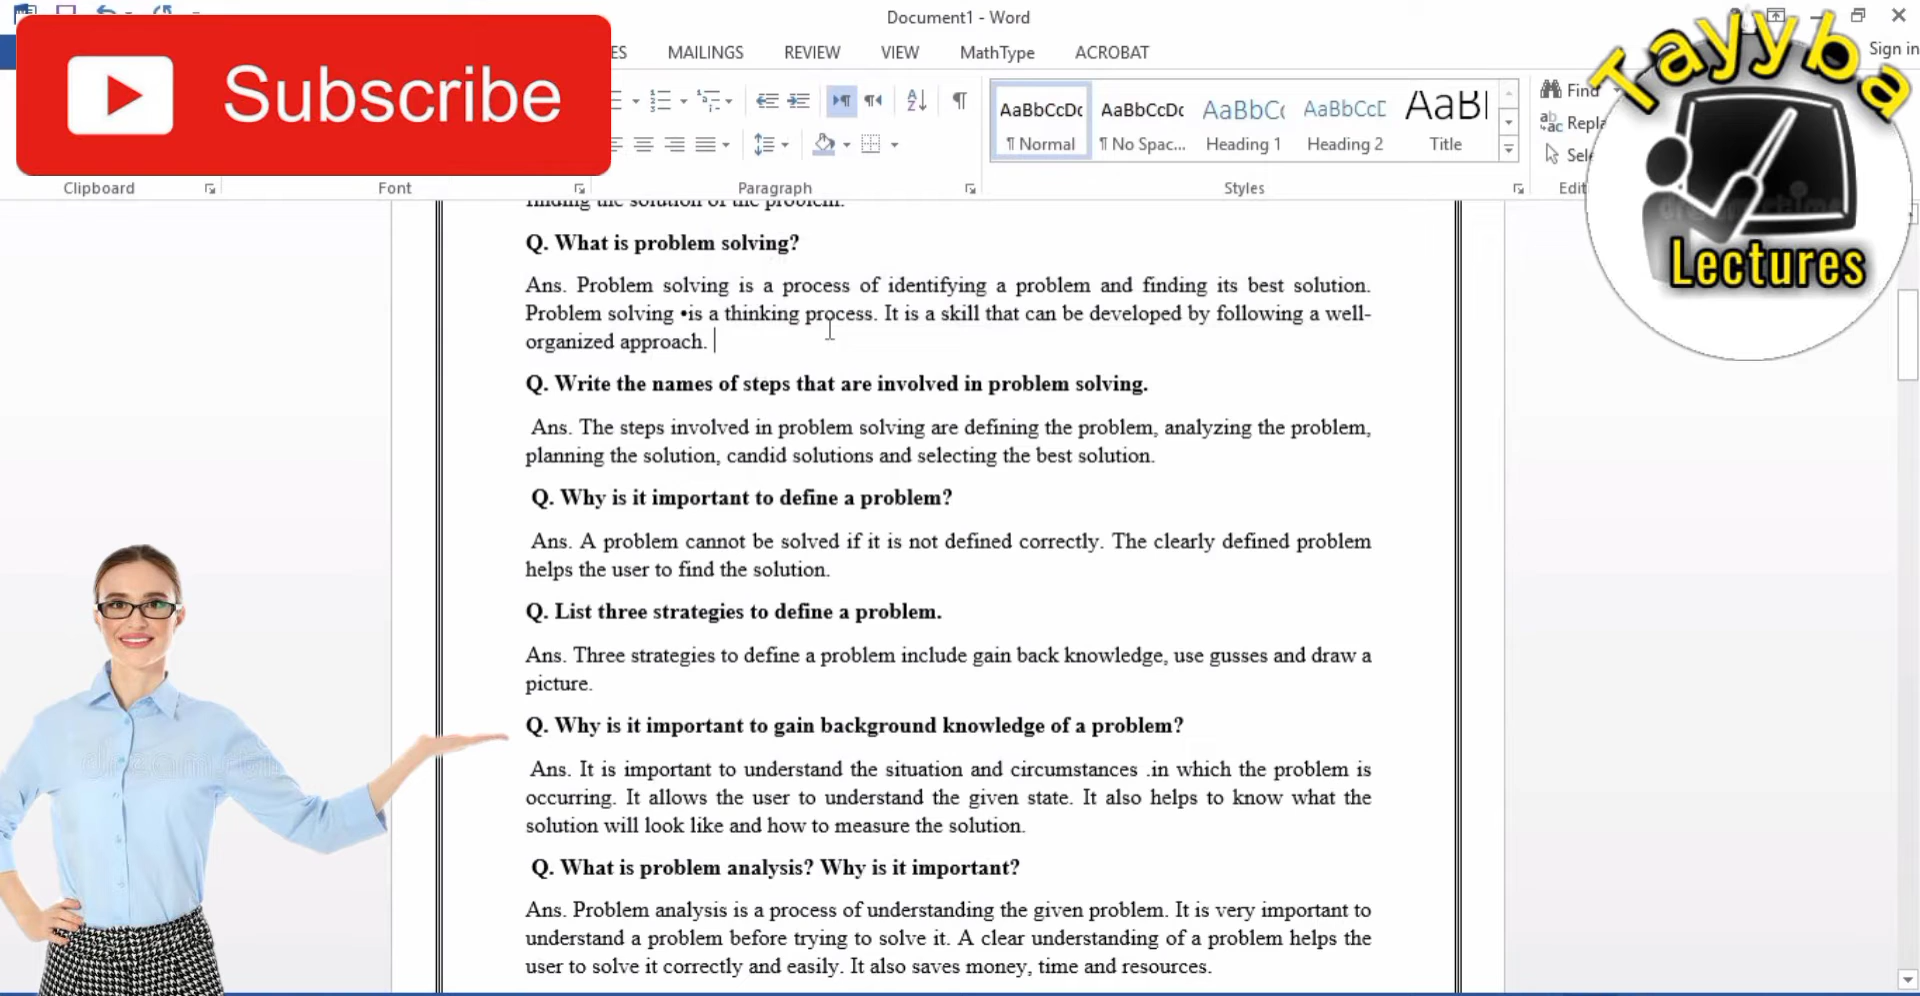 Document1 - Word
Sign in
Subscribe
ES MAILINGS REVIEW VIEW MathType ACROBAT
AaBbCcDc AaBbCcDc AaBbC AaBbCcD AaBl
¶ Normal ¶ No Spac... Heading 1 Heading 2 Title
Find
Repla
Sel
Clipboard Font Paragraph Styles Edit
Tayyba
Lectures
finding the solution of the problem.
Q. What is problem solving?
Ans. Problem solving is a process of identifying a problem and finding its best solution.
Problem solving •is a thinking process. It is a skill that can be developed by following a well-
organized approach.
Q. Write the names of steps that are involved in problem solving.
Ans. The steps involved in problem solving are defining the problem, analyzing the problem,
planning the solution, candid solutions and selecting the best solution.
Q. Why is it important to define a problem?
Ans. A problem cannot be solved if it is not defined correctly. The clearly defined problem
helps the user to find the solution.
Q. List three strategies to define a problem.
Ans. Three strategies to define a problem include gain back knowledge, use gusses and draw a
picture.
Q. Why is it important to gain background knowledge of a problem?
Ans. It is important to understand the situation and circumstances .in which the problem is
occurring. It allows the user to understand the given state. It also helps to know what the
solution will look like and how to measure the solution.
Q. What is problem analysis? Why is it important?
Ans. Problem analysis is a process of understanding the given problem. It is very important to
understand a problem before trying to solve it. A clear understanding of a problem helps the
user to solve it correctly and easily. It also saves money, time and resources.